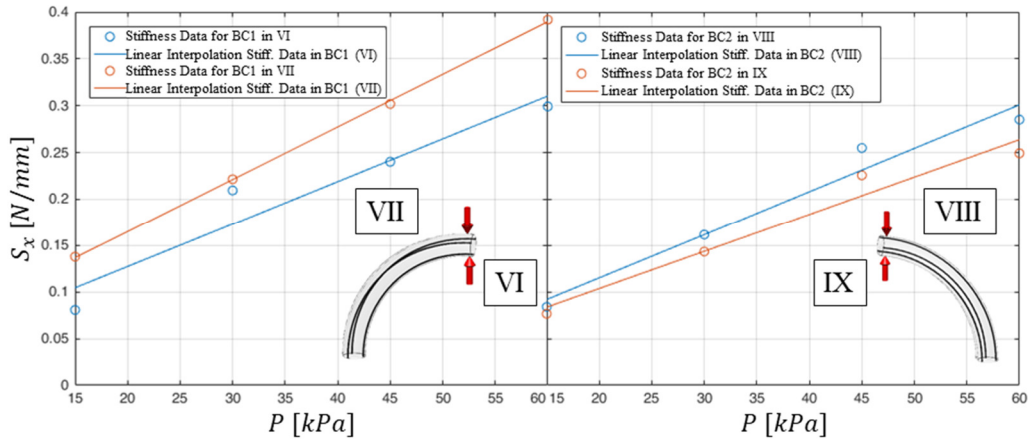 0.4
0.35
0.3
0.25
0.2
0.15
0.1
0.05
0
S_x [N/mm]
Stiffness Data for BC1 in VI
Linear Interpolation Stiff. Data in BC1 (VI)
Stiffness Data for BC1 in VII
Linear Interpolation Stiff. Data in BC1 (VII)
VII
VI
15 20 25 30 35 40 45 50 55 60
P [kPa]
Stiffness Data for BC2 in VIII
Linear Interpolation Stiff. Data in BC2 (VIII)
Stiffness Data for BC2 in IX
Linear Interpolation Stiff. Data in BC2 (IX)
VIII
IX
15 20 25 30 35 40 45 50 55 60
P [kPa]